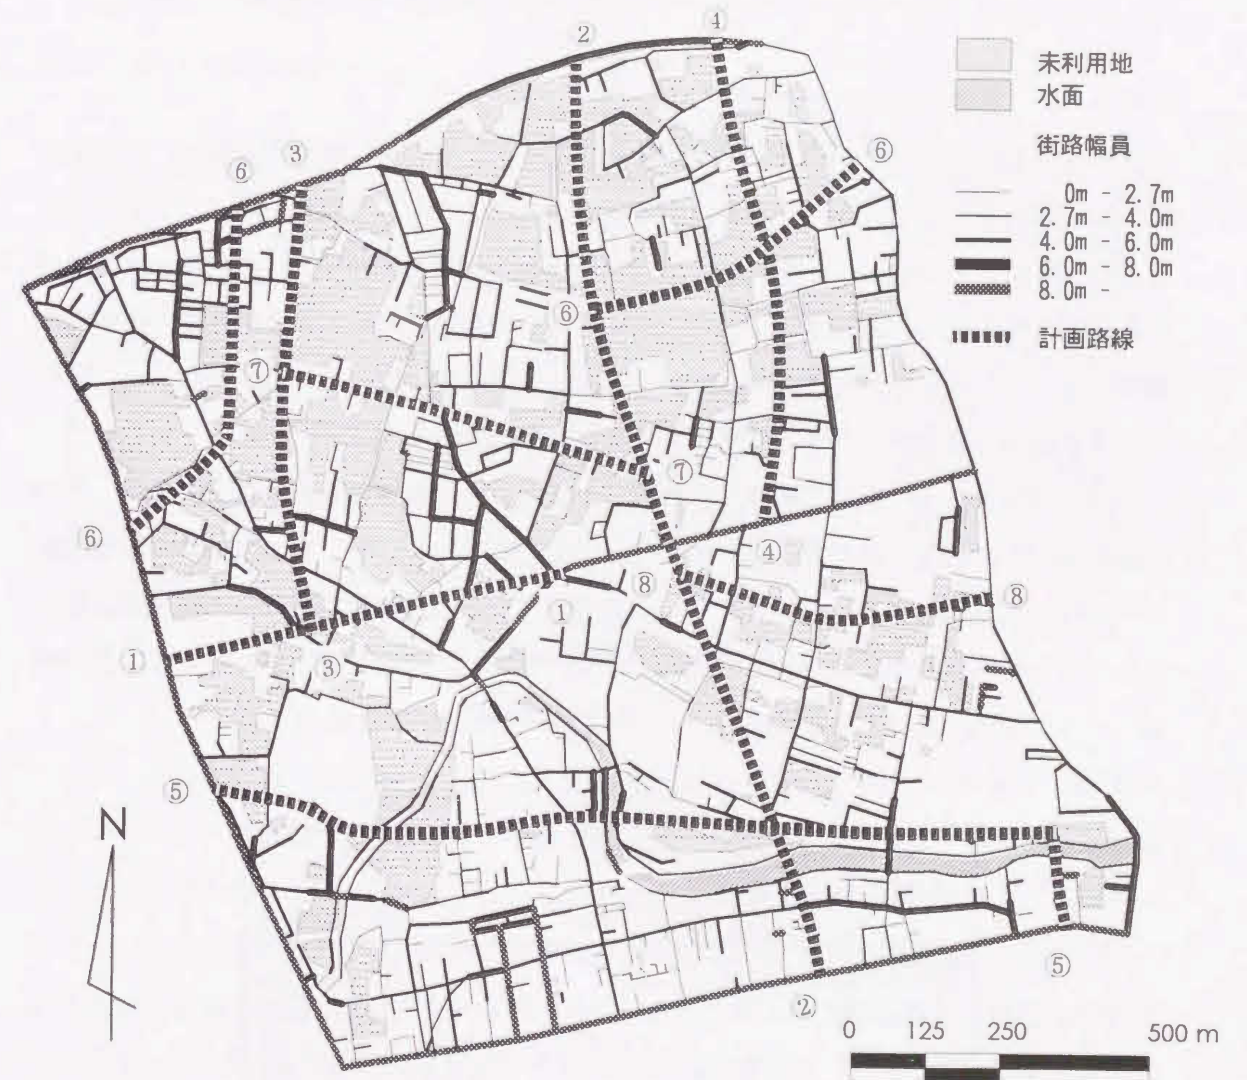 ④
②
未利用地
水面
街路幅員
0m - 2.7m
2.7m - 4.0m
4.0m - 6.0m
6.0m - 8.0m
8.0m -
計画路線
⑥
③
⑥
⑥
⑦
⑦
⑥
④
⑧
⑧
①
①
③
⑤
N
⑤
②
0 125 250 500 m